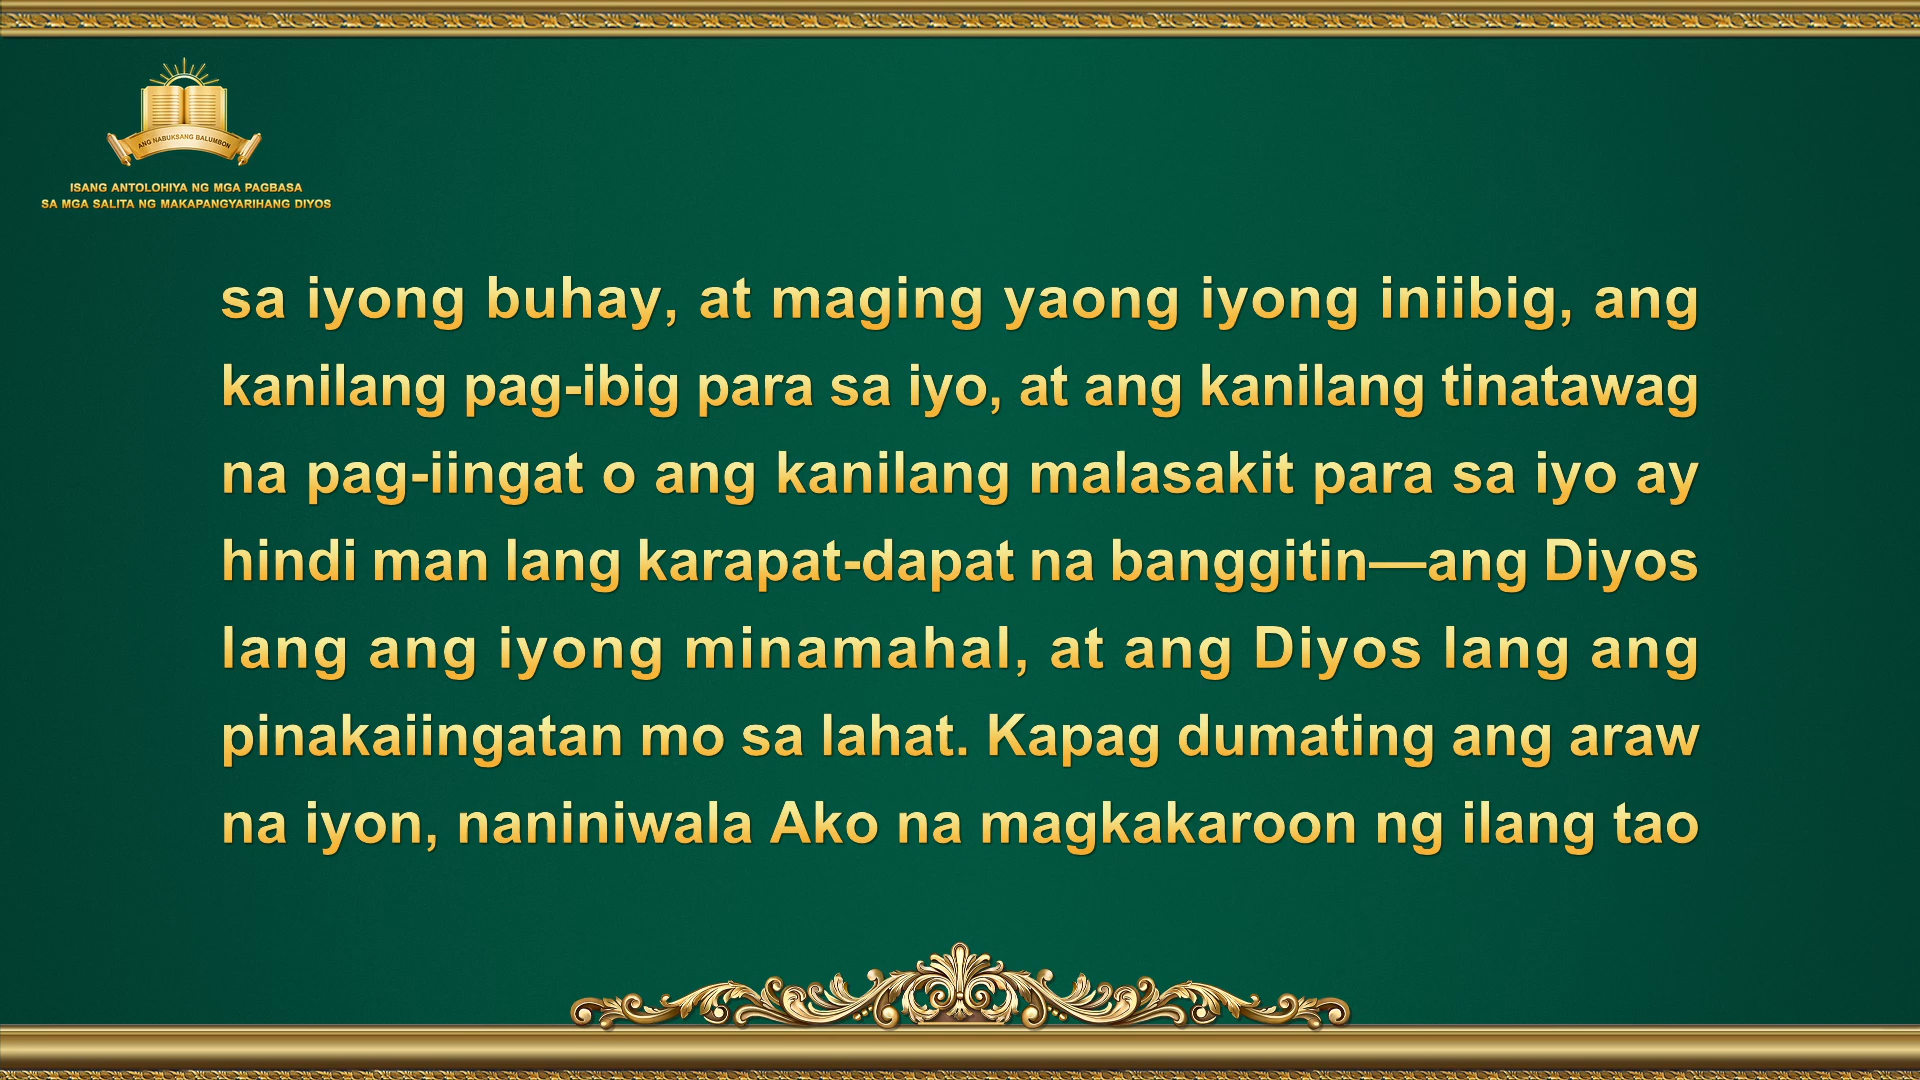 ANG NABUKSANG BALUMBON
ISANG ANTOLOHIYA NG MGA PAGBASA
SA MGA SALITA NG MAKAPANGYARIHANG DIYOS
sa iyong buhay, at maging yaong iyong iniibig, ang
kanilang pag-ibig para sa iyo, at ang kanilang tinatawag
na pag-iingat o ang kanilang malasakit para sa iyo ay
hindi man lang karapat-dapat na banggitin—ang Diyos
lang ang iyong minamahal, at ang Diyos lang ang
pinakaiingatan mo sa lahat. Kapag dumating ang araw
na iyon, naniniwala Ako na magkakaroon ng ilang tao